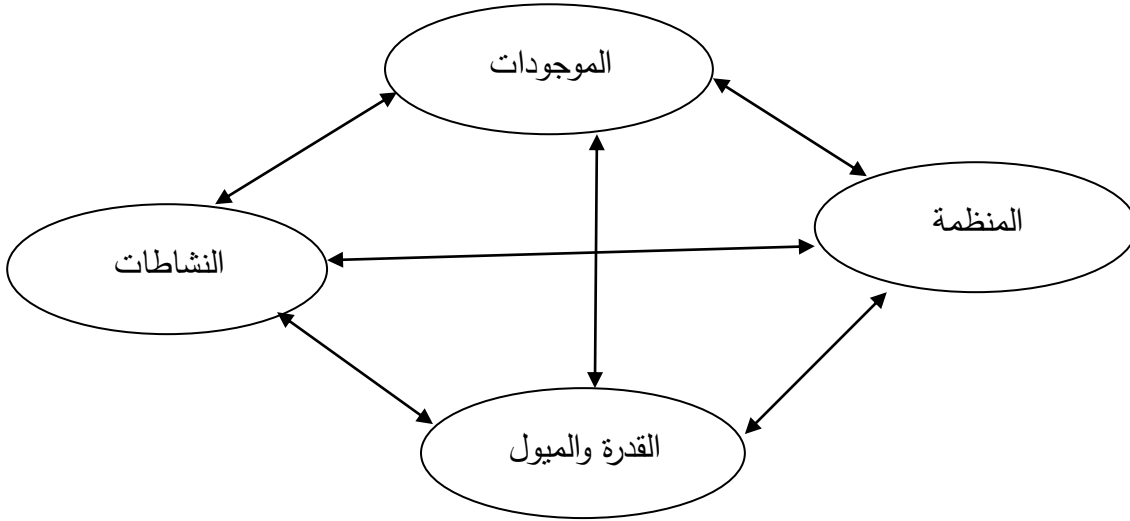 الموجودات
المنظمة
النشاطات
القدرة والميول